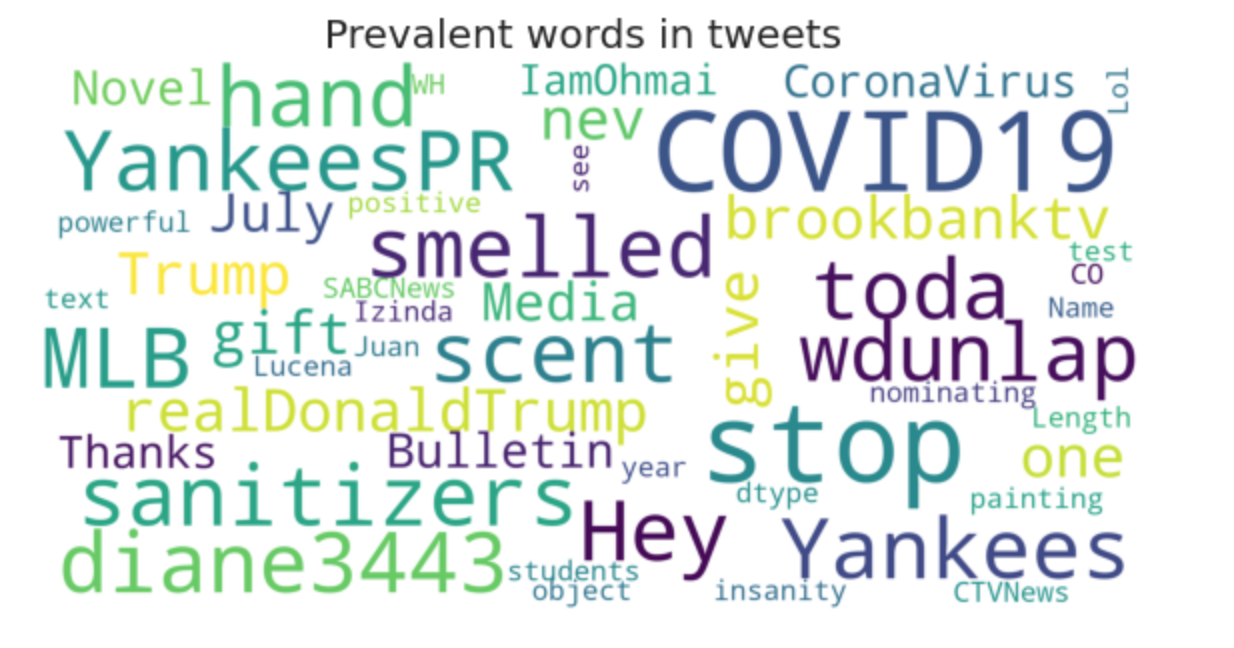 Prevalent words in tweets
Novel hand WH IamOhmai CoronaVirus Lol
nev
YankeesPR see COVID19
powerful July positive brookbanktv
smelled
test
Trump toda CO
SABCNews give
text Izinda Media Name
MLB gift Juan scent wdunlap
Lucena
nominating
realDonaldTrump Length
Thanks Bulletin year stop one
sanitizers dtype painting
Hey Yankees
diane3443 students
object insanity CTVNews